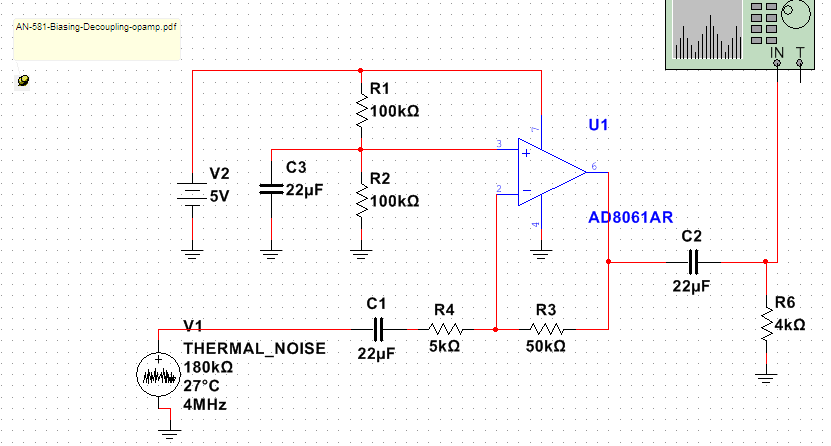 AN-581-Biasing-Decoupling-opamp.pdf
IN T
R1
100kΩ
U1
7
3
+
6
V2
5V
C3
22µF
R2
100kΩ
2
−
4
AD8061AR
C2
22µF
C1
22µF
R4
5kΩ
R3
50kΩ
R6
4kΩ
V1
THERMAL_NOISE
180kΩ
27°C
4MHz
+